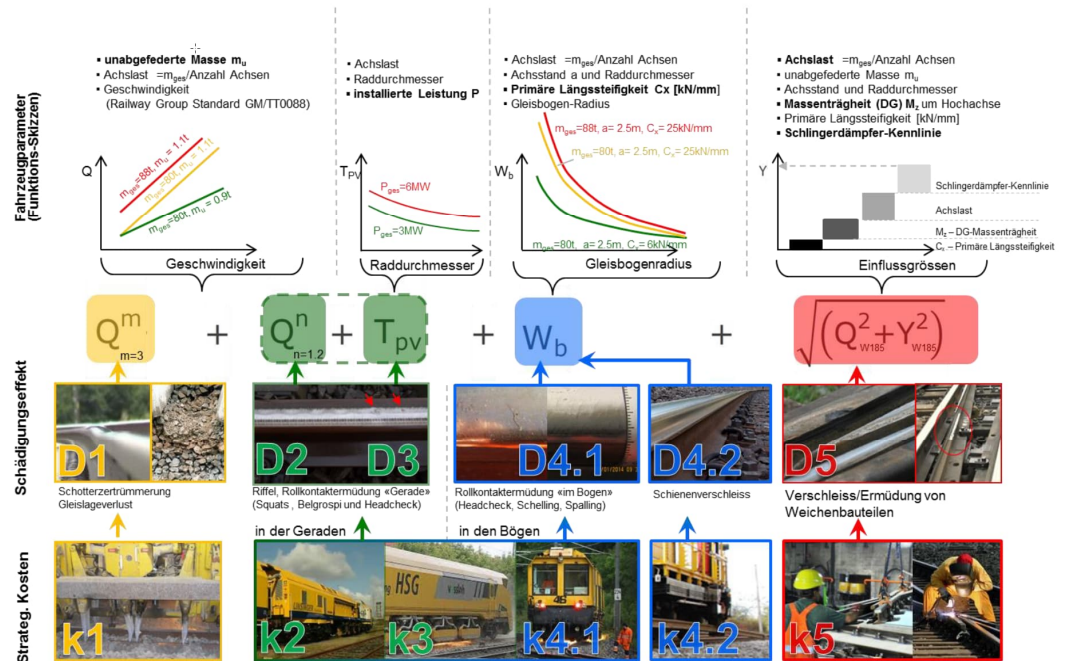 Fahrzeugparameter
(Funktions-Skizzen)
▪ unabgefederte Masse mu
▪ Achslast =mges/Anzahl Achsen
▪ Geschwindigkeit
(Railway Group Standard GM/TT0088)
Q
mges=88t, mu = 1.1t
mges=80t, mu = 1.1t
mges=80t, mu = 0.9t
Geschwindigkeit
▪ Achslast
▪ Raddurchmesser
▪ installierte Leistung P
TPV
Pges=6MW
Pges=3MW
Raddurchmesser
▪ Achslast =mges/Anzahl Achsen
▪ Achsstand a und Raddurchmesser
▪ Primäre Längssteifigkeit Cx [kN/mm]
▪ Gleisbogen-Radius
Wb
mges=88t, a= 2.5m, Cx= 25kN/mm
mges=80t, a= 2.5m, Cx= 25kN/mm
mges=80t, a= 2.5m, Cx= 6kN/mm
Gleisbogenradius
▪ Achslast =mges/Anzahl Achsen
▪ unabgefederte Masse mu
▪ Achsstand und Raddurchmesser
▪ Massenträgheit (DG) Mz um Hochachse
▪ Primäre Längssteifigkeit [kN/mm]
▪ Schlingerdämpfer-Kennlinie
Y
Schlingerdämpfer-Kennlinie
Achslast
Mz – DG-Massenträgheit
Cx – Primäre Längssteifigkeit
Einflussgrössen
Qm
m=3
+
Qn
n=1.2
+
Tpv
+
Wb
+
√(Q2W185+Y2W185)
Schädigungseffekt
D1
D2
D3
D4.1
D4.2
D5
Schotterzertrümmerung
Gleislageverlust
Riffel, Rollkontaktermüdung «Gerade»
(Squats , Belgrospi und Headcheck)
in der Geraden
Rollkontaktermüdung «im Bogen»
(Headcheck, Schelling, Spalling)
in den Bögen
Schienenverschleiss
Verschleiss/Ermüdung von
Weichenbauteilen
Strateg. Kosten
HSG
k1
k2
k3
k4.1
k4.2
k5